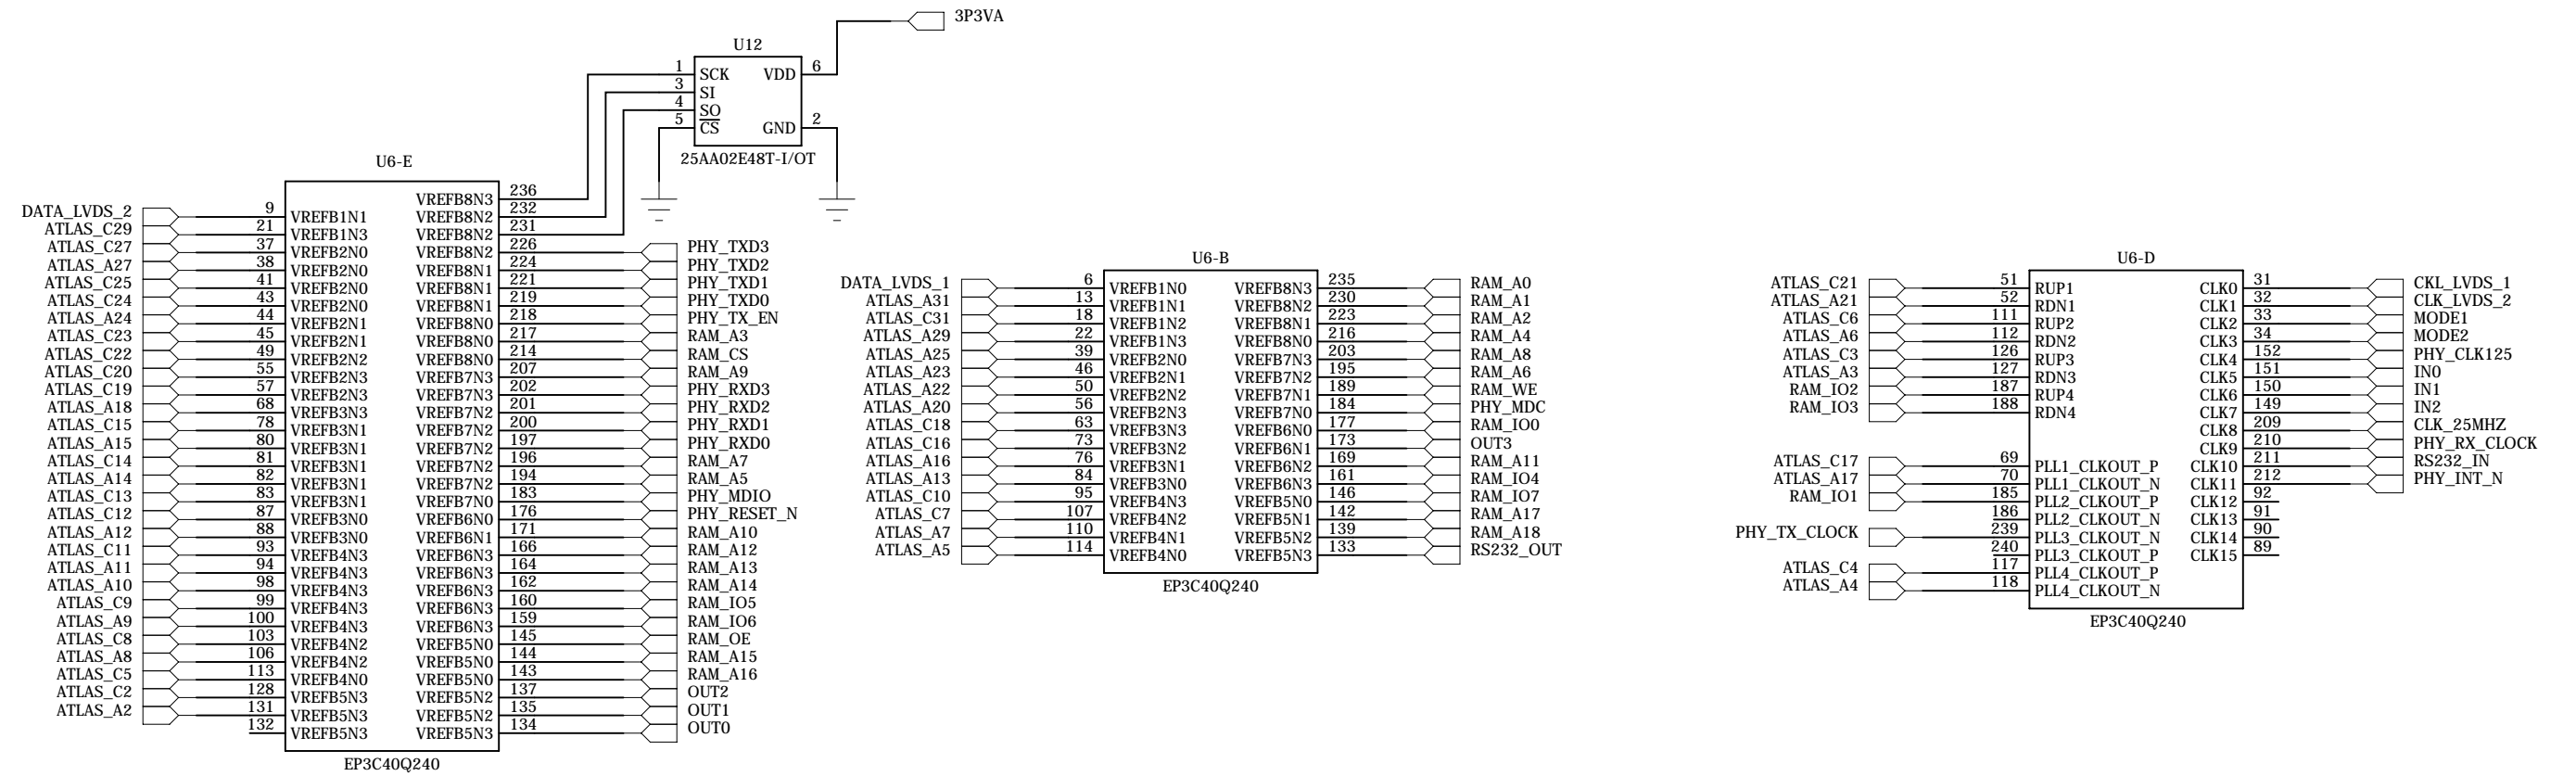 3P3VA
U12
1 SCK VDD 6
3 SI
4 SO
5 CS GND 2
25AA02E48T-I/OT
U6-E
VREFB8N3 236
DATA_LVDS_2 9 VREFB1N1 VREFB8N2 232
ATLAS_C29 21 VREFB1N3 VREFB8N2 231
ATLAS_C27 37 VREFB2N0 VREFB8N2 226 PHY_TXD3
ATLAS_A27 38 VREFB2N0 VREFB8N1 224 PHY_TXD2
ATLAS_C25 41 VREFB2N0 VREFB8N1 221 PHY_TXD1
ATLAS_C24 43 VREFB2N0 VREFB8N1 219 PHY_TXD0
ATLAS_A24 44 VREFB2N1 VREFB8N0 218 PHY_TX_EN
ATLAS_C23 45 VREFB2N1 VREFB8N0 217 RAM_A3
ATLAS_C22 49 VREFB2N2 VREFB8N0 214 RAM_CS
ATLAS_C20 55 VREFB2N3 VREFB7N3 207 RAM_A9
ATLAS_C19 57 VREFB2N3 VREFB7N3 202 PHY_RXD3
ATLAS_A18 68 VREFB3N3 VREFB7N2 201 PHY_RXD2
ATLAS_C15 78 VREFB3N1 VREFB7N2 200 PHY_RXD1
ATLAS_A15 80 VREFB3N1 VREFB7N2 197 PHY_RXD0
ATLAS_C14 81 VREFB3N1 VREFB7N2 196 RAM_A7
ATLAS_A14 82 VREFB3N1 VREFB7N2 194 RAM_A5
ATLAS_C13 83 VREFB3N1 VREFB7N0 183 PHY_MDIO
ATLAS_C12 87 VREFB3N0 VREFB6N0 176 PHY_RESET_N
ATLAS_A12 88 VREFB3N0 VREFB6N1 171 RAM_A10
ATLAS_C11 93 VREFB4N3 VREFB6N3 166 RAM_A12
ATLAS_A11 94 VREFB4N3 VREFB6N3 164 RAM_A13
ATLAS_A10 98 VREFB4N3 VREFB6N3 162 RAM_A14
ATLAS_C9 99 VREFB4N3 VREFB6N3 160 RAM_IO5
ATLAS_A9 100 VREFB4N3 VREFB6N3 159 RAM_IO6
ATLAS_C8 103 VREFB4N2 VREFB5N0 145 RAM_OE
ATLAS_A8 106 VREFB4N2 VREFB5N0 144 RAM_A15
ATLAS_C5 113 VREFB4N0 VREFB5N0 143 RAM_A16
ATLAS_C2 128 VREFB5N3 VREFB5N2 137 OUT2
ATLAS_A2 131 VREFB5N3 VREFB5N2 135 OUT1
132 VREFB5N3 VREFB5N3 134 OUT0
EP3C40Q240
U6-B
DATA_LVDS_1 6 VREFB1N0 VREFB8N3 235 RAM_A0
ATLAS_A31 13 VREFB1N1 VREFB8N2 230 RAM_A1
ATLAS_C31 18 VREFB1N2 VREFB8N1 223 RAM_A2
ATLAS_A29 22 VREFB1N3 VREFB8N0 216 RAM_A4
ATLAS_A25 39 VREFB2N0 VREFB7N3 203 RAM_A8
ATLAS_A23 46 VREFB2N1 VREFB7N2 195 RAM_A6
ATLAS_A22 50 VREFB2N2 VREFB7N1 189 RAM_WE
ATLAS_A20 56 VREFB2N3 VREFB7N0 184 PHY_MDC
ATLAS_C18 63 VREFB3N3 VREFB6N0 177 RAM_IO0
ATLAS_C16 73 VREFB3N2 VREFB6N1 173 OUT3
ATLAS_A16 76 VREFB3N1 VREFB6N2 169 RAM_A11
ATLAS_A13 84 VREFB3N0 VREFB6N3 161 RAM_IO4
ATLAS_C10 95 VREFB4N3 VREFB5N0 146 RAM_IO7
ATLAS_C7 107 VREFB4N2 VREFB5N1 142 RAM_A17
ATLAS_A7 110 VREFB4N1 VREFB5N2 139 RAM_A18
ATLAS_A5 114 VREFB4N0 VREFB5N3 133 RS232_OUT
EP3C40Q240
U6-D
ATLAS_C21 51 RUP1 CLK0 31 CKL_LVDS_1
ATLAS_A21 52 RDN1 CLK1 32 CLK_LVDS_2
ATLAS_C6 111 RUP2 CLK2 33 MODE1
ATLAS_A6 112 RDN2 CLK3 34 MODE2
ATLAS_C3 126 RUP3 CLK4 152 PHY_CLK125
ATLAS_A3 127 RDN3 CLK5 151 IN0
RAM_IO2 187 RUP4 CLK6 150 IN1
RAM_IO3 188 RDN4 CLK7 149 IN2
CLK8 209 CLK_25MHZ
CLK9 210 PHY_RX_CLOCK
ATLAS_C17 69 PLL1_CLKOUT_P CLK10 211 RS232_IN
ATLAS_A17 70 PLL1_CLKOUT_N CLK11 212 PHY_INT_N
RAM_IO1 185 PLL2_CLKOUT_P CLK12 92
186 PLL2_CLKOUT_N CLK13 91
PHY_TX_CLOCK 239 PLL3_CLKOUT_N CLK14 90
240 PLL3_CLKOUT_P CLK15 89
ATLAS_C4 117 PLL4_CLKOUT_P
ATLAS_A4 118 PLL4_CLKOUT_N
EP3C40Q240